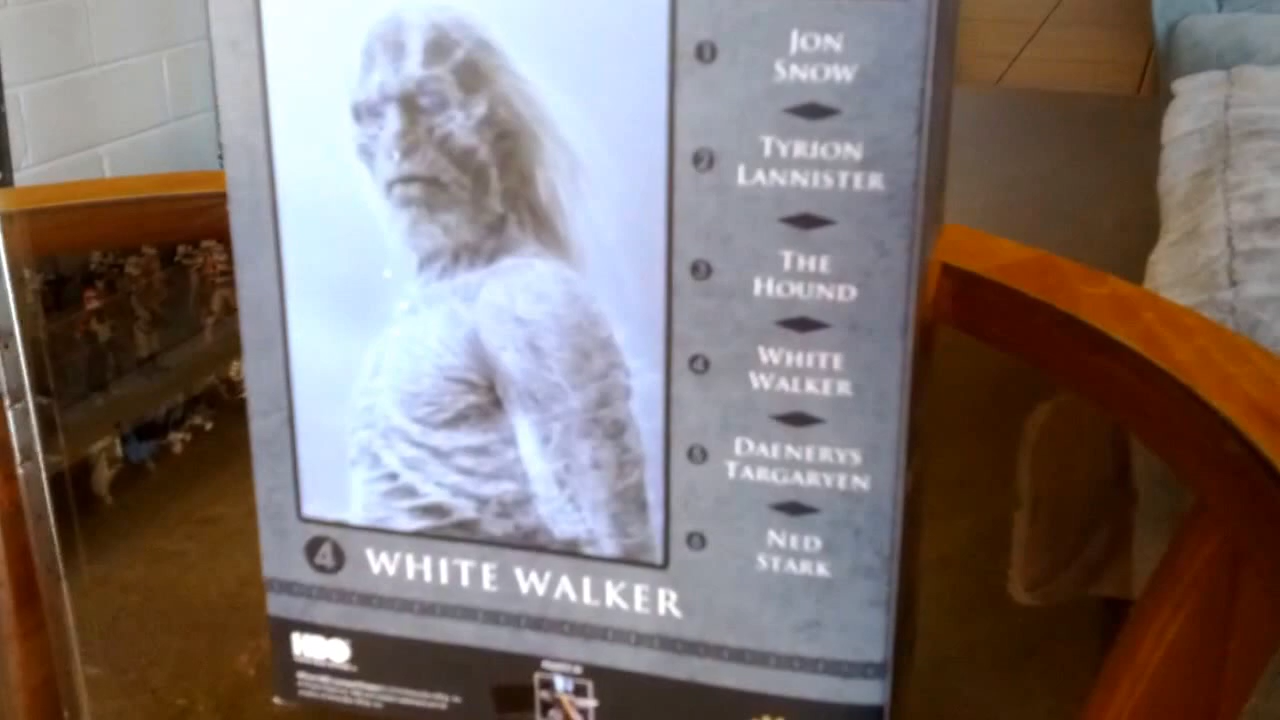 1 JON
SNOW
2 TYRION
LANNISTER
3 THE
HOUND
4 WHITE
WALKER
5 DAENERYS
TARGARYEN
6 NED
STARK
4 WHITE WALKER
HBO